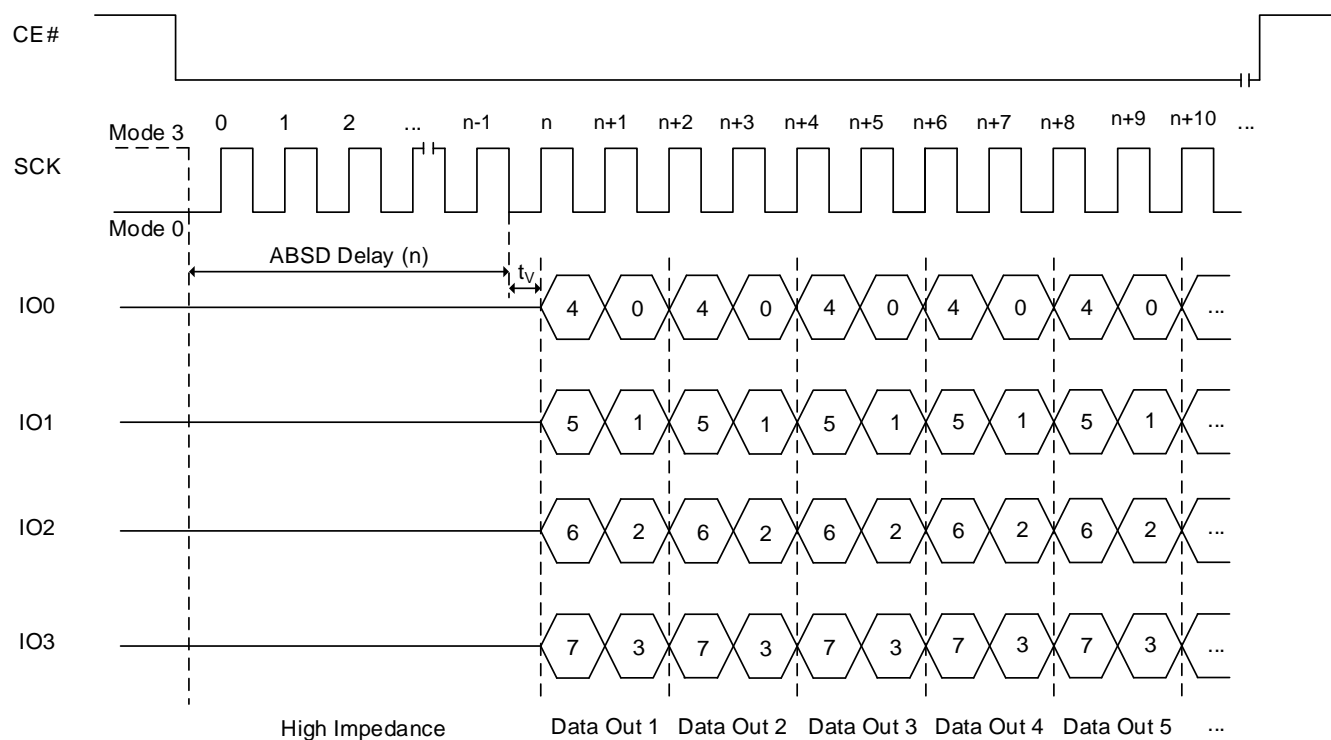 CE#
0 1 2 ... n-1 n n+1 n+2 n+3 n+4 n+5 n+6 n+7 n+8 n+9 n+10 ...
Mode 3
SCK
Mode 0
ABSD Delay (n)
tV
IO0 4 0 4 0 4 0 4 0 4 0 ...
IO1 5 1 5 1 5 1 5 1 5 1 ...
IO2 6 2 6 2 6 2 6 2 6 2 ...
IO3 7 3 7 3 7 3 7 3 7 3 ...
High Impedance Data Out 1 Data Out 2 Data Out 3 Data Out 4 Data Out 5 ...